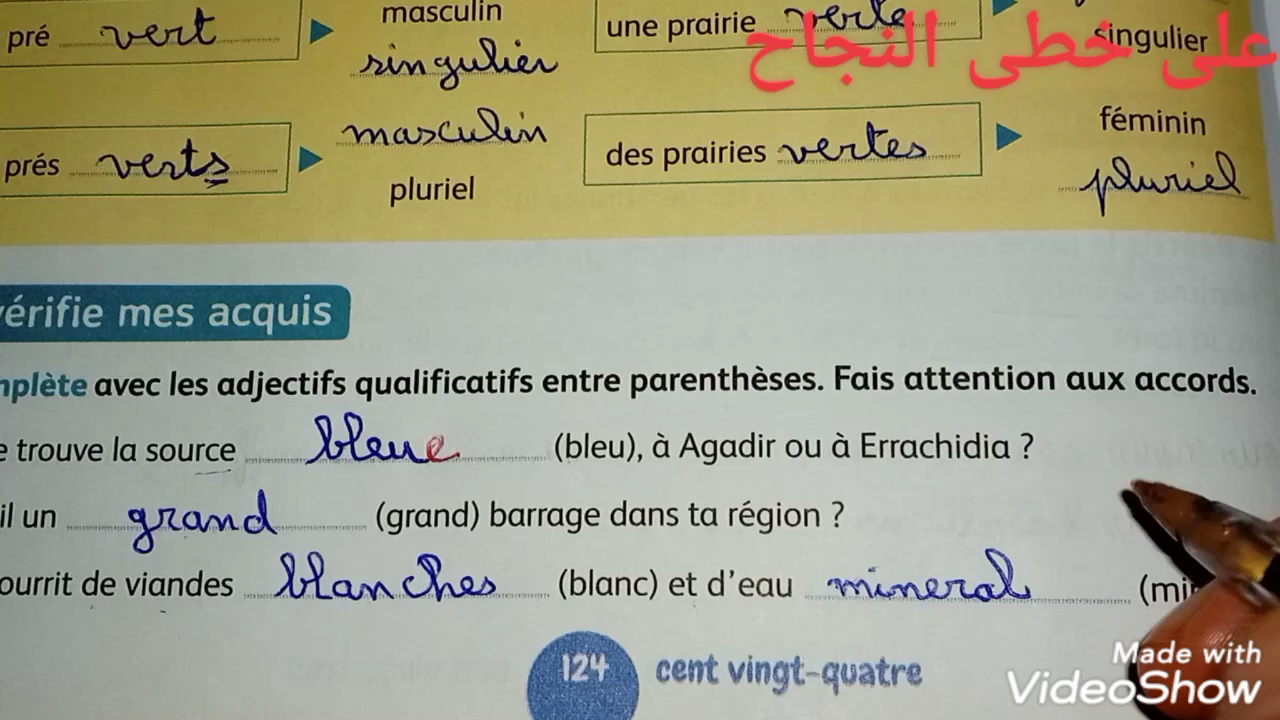 pré vert masculin singulier une prairie verte singulier
على خطى النجاح
prés verts masculin pluriel des prairies vertes féminin pluriel
vérifie mes acquis
mplète avec les adjectifs qualificatifs entre parenthèses. Fais attention aux accords.
e trouve la source bleue (bleu), à Agadir ou à Errachidia ?
il un grand (grand) barrage dans ta région ?
ourrit de viandes blanches (blanc) et d'eau mineral (mi
124 cent vingt-quatre
Made with
VideoShow